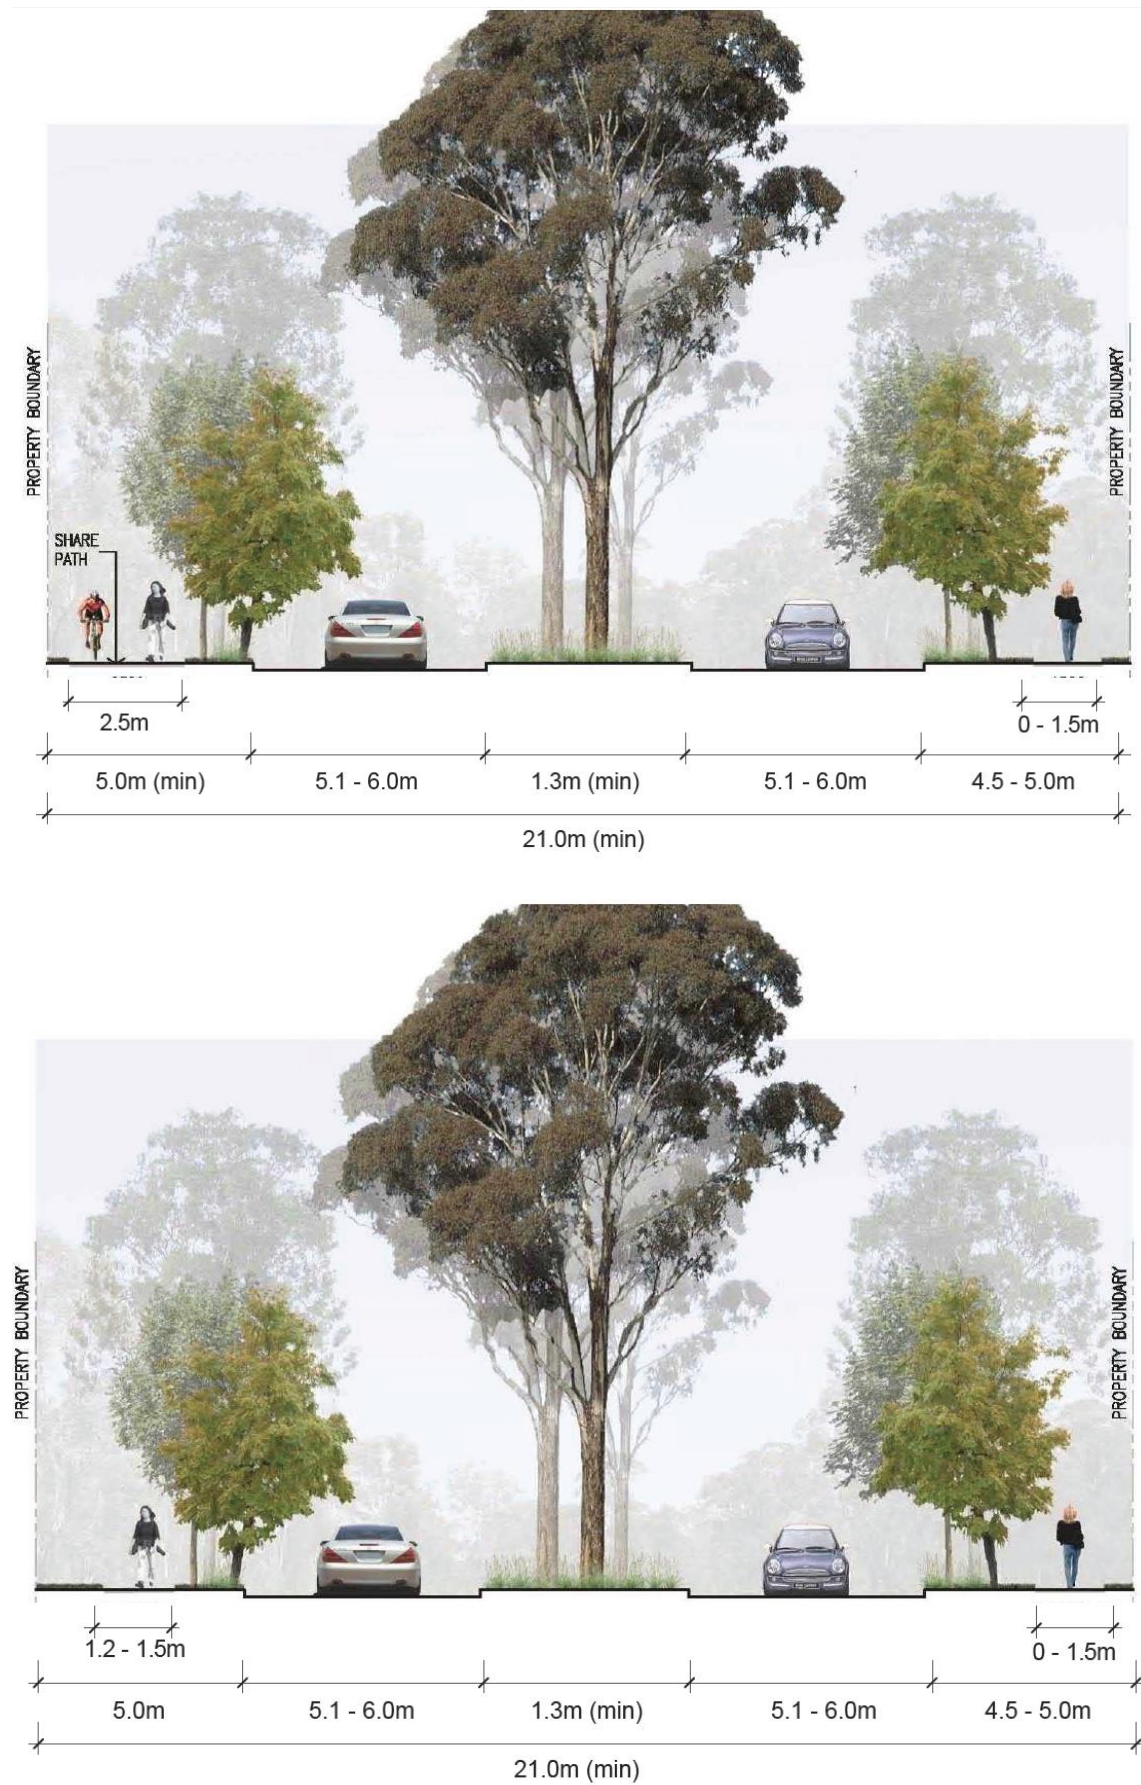 PROPERTY BOUNDARY
PROPERTY BOUNDARY
SHARE
PATH
2.5m
0 - 1.5m
5.0m (min)
5.1 - 6.0m
1.3m (min)
5.1 - 6.0m
4.5 - 5.0m
21.0m (min)
PROPERTY BOUNDARY
PROPERTY BOUNDARY
1.2 - 1.5m
0 - 1.5m
5.0m
5.1 - 6.0m
1.3m (min)
5.1 - 6.0m
4.5 - 5.0m
21.0m (min)